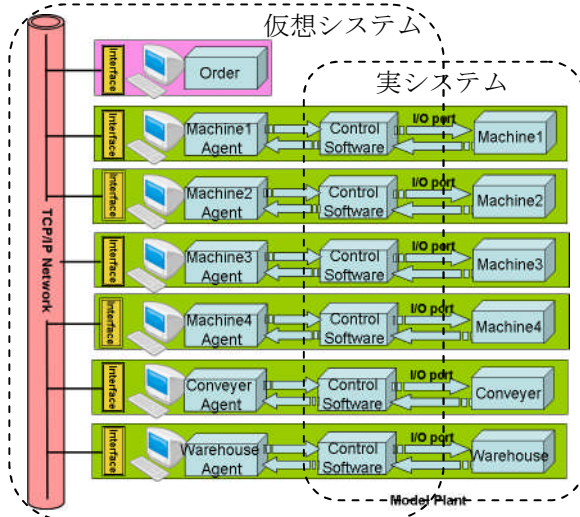 仮想システム
実システム
TCP/IP Network
Interface
Order
Interface
Machine1
Agent
Control
Software
I/O port
Machine1
Interface
Machine2
Agent
Control
Software
I/O port
Machine2
Interface
Machine3
Agent
Control
Software
I/O port
Machine3
Interface
Machine4
Agent
Control
Software
I/O port
Machine4
Interface
Conveyer
Agent
Control
Software
I/O port
Conveyer
Interface
Warehouse
Agent
Control
Software
I/O port
Warehouse
Model Plant